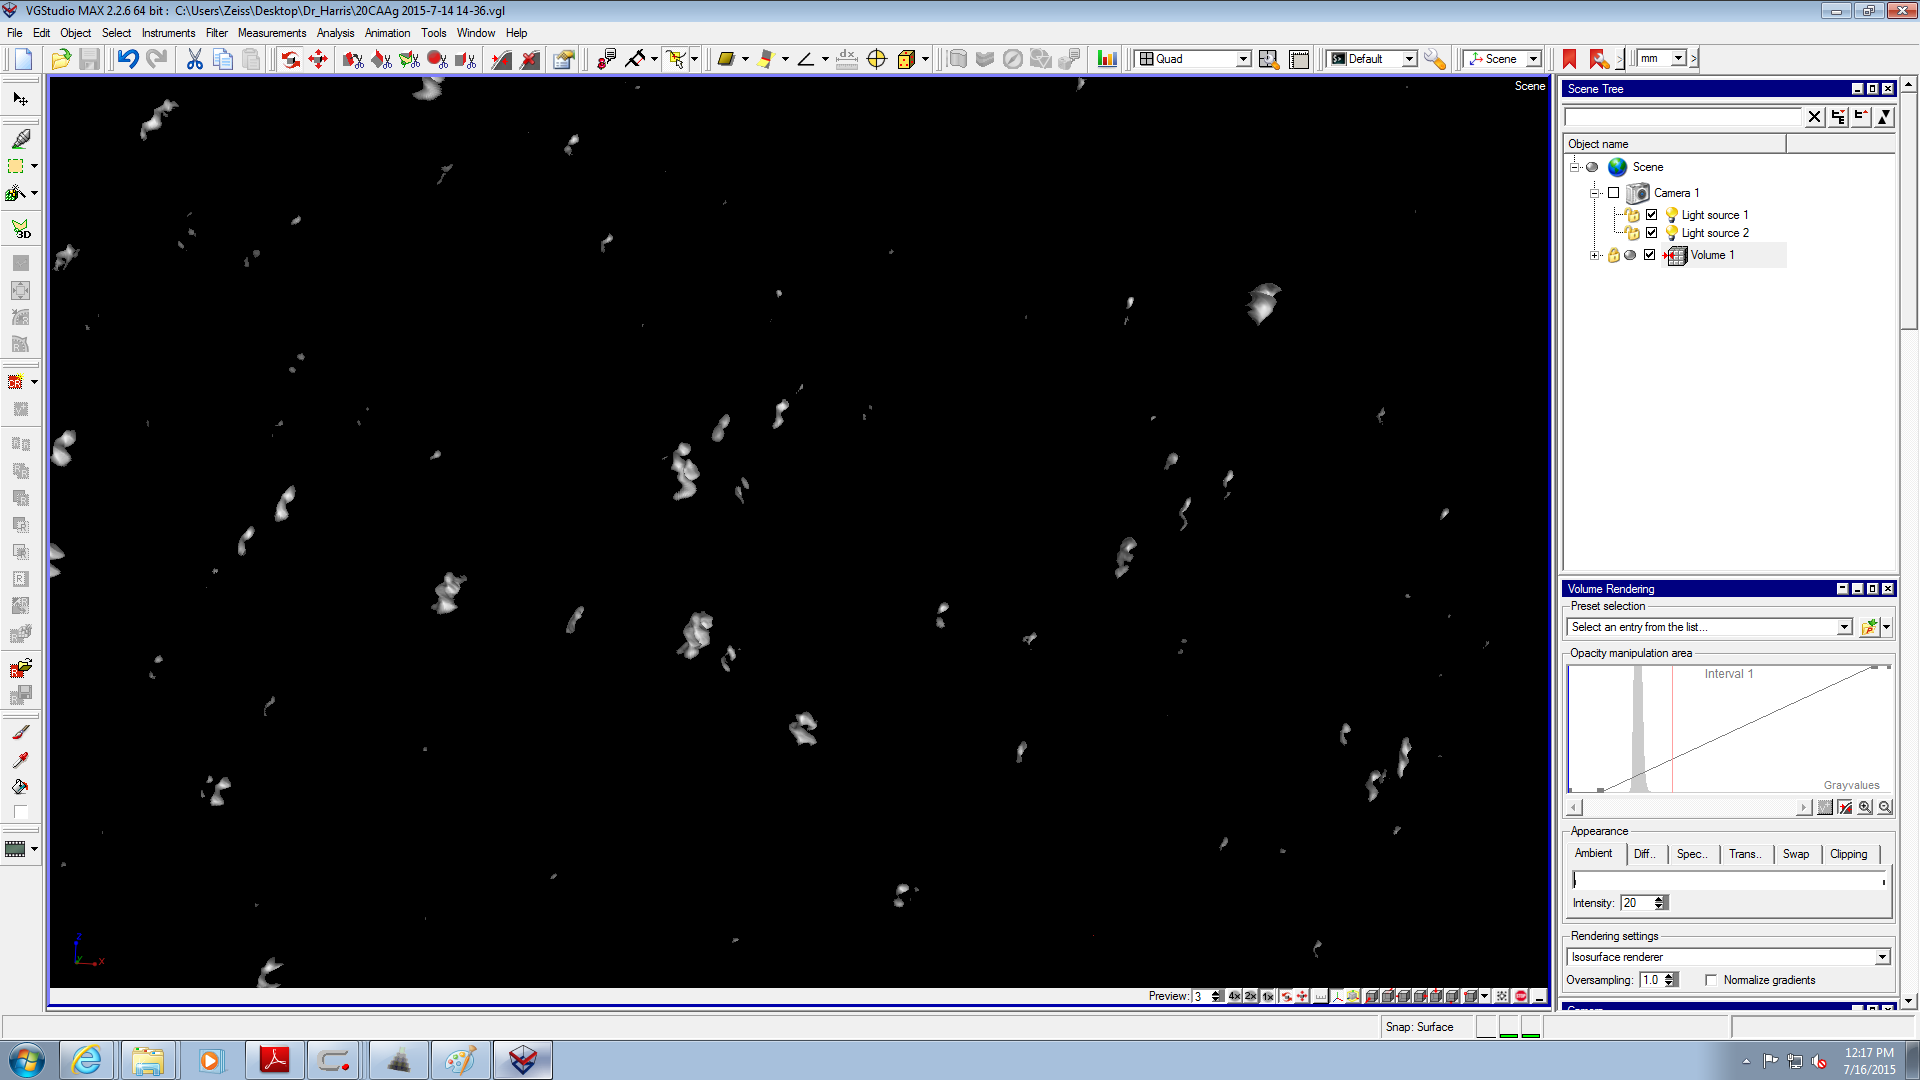 VGStudio MAX 2.2.6 64 bit : C:\Users\Zeiss\Desktop\Dr_Harris\20CAAg 2015-7-14 14-36.vgl
File Edit Object Select Instruments Filter Measurements Analysis Animation Tools Window Help
Quad
Default
Scene
mm
Scene
Scene Tree
Object name
Scene
Camera 1
Light source 1
Light source 2
Volume 1
3D
Volume Rendering
Preset selection
Select an entry from the list...
Opacity manipulation area
Interval 1
Grayvalues
Appearance
Ambient Diff.. Spec.. Trans.. Swap Clipping
Intensity: 20
Rendering settings
Isosurface renderer
Oversampling: 1.0 Normalize gradients
z
y x
Preview: 3 4x 2x 1x
Snap: Surface
12:17 PM
7/16/2015